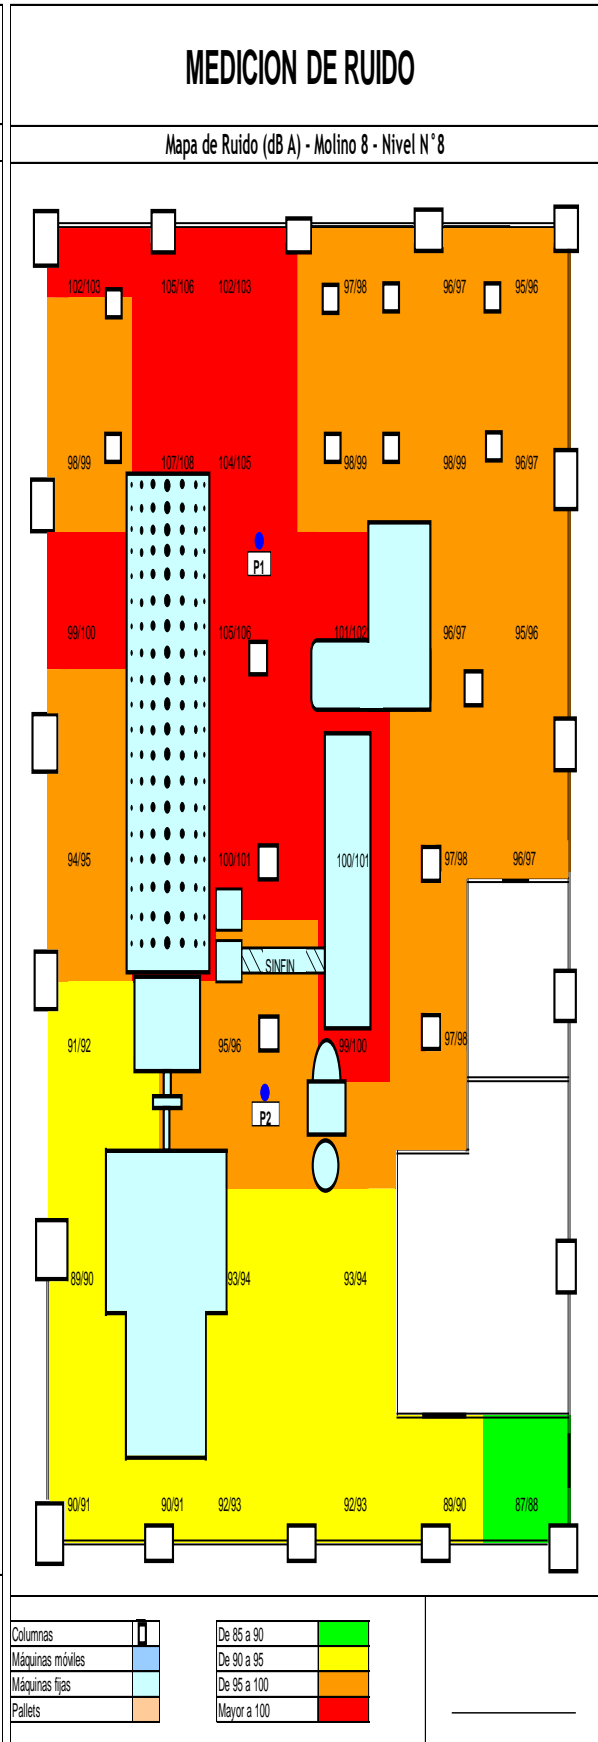 MEDICION DE RUIDO
Mapa de Ruido (dB A) - Molino 8 - Nivel N°8
102/103 105/106 102/103 97/98 96/97 95/96
98/99 107/108 104/105 98/99 98/99 96/97
P1
99/100 105/106 101/102 96/97 95/96
94/95 100/101 100/101 97/98 96/97
SINFIN
91/92 95/96 99/100 97/98
P2
89/90 93/94 93/94
90/91 90/91 92/93 92/93 89/90 87/88
Columnas De 85 a 90
Máquinas móviles De 90 a 95
Máquinas fijas De 95 a 100
Pallets Mayor a 100